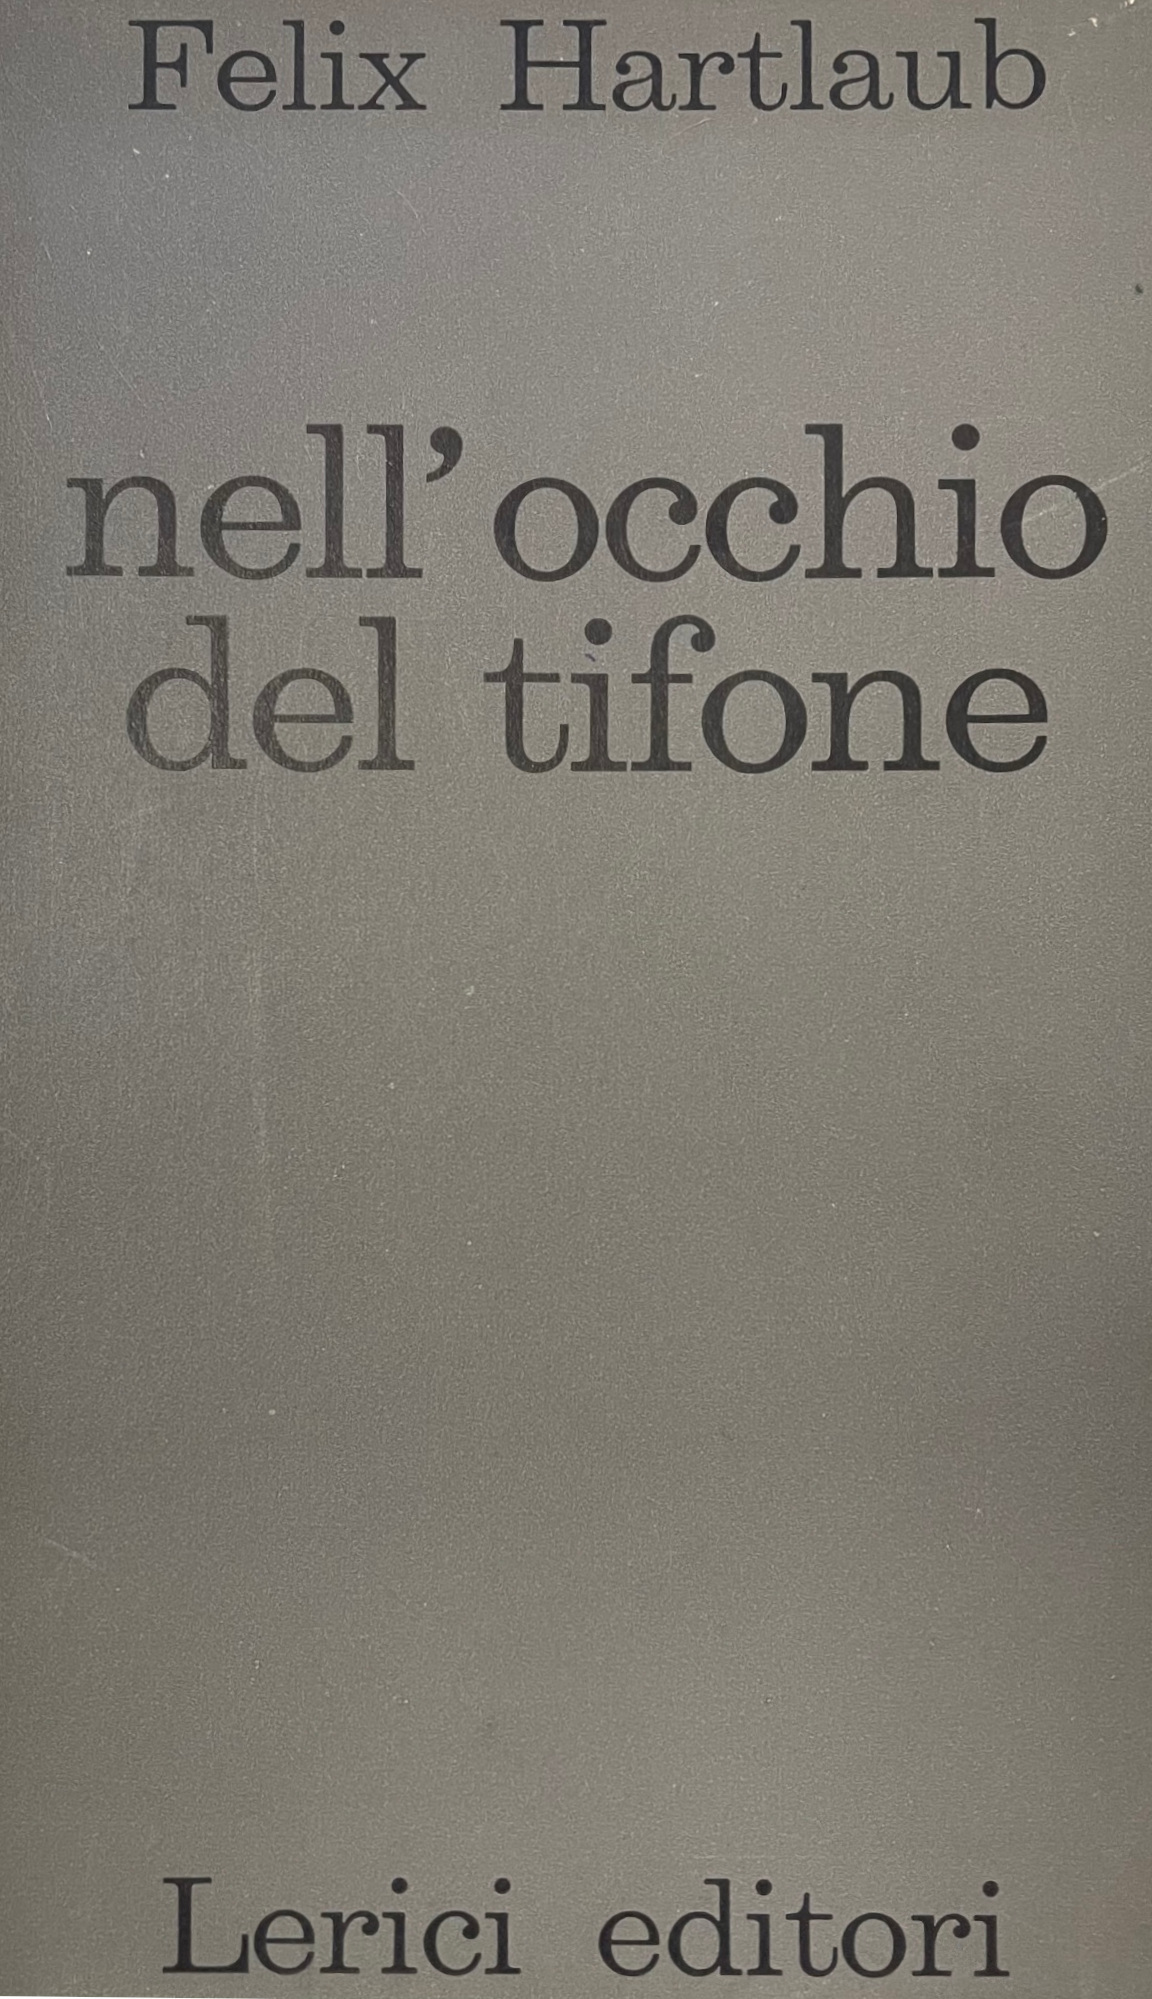 Felix Hartlaub
nell'occhio
del tifone
Lerici editori